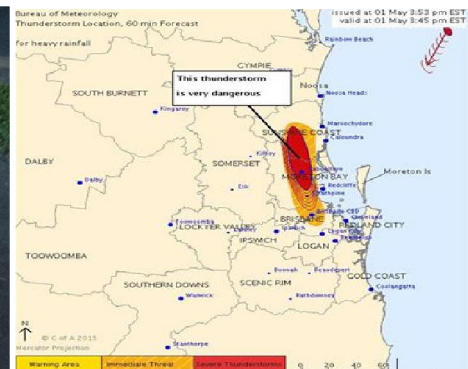 Bureau of Meteorology
Thunderstorm Location, 60 min Forecast
for heavy rainfall
issued at 01 May 3:53 pm EST
valid at 01 May 3:45 pm EST
Rainbow Beach
GYMPIE
This thunderstorm
is very dangerous
Noosa
SOUTH BURNETT
Noosa Heads
Kingaroy
Maroochydore
SUNSHINE COAST
Caloundra
Kilcoy
DALBY
SOMERSET
Caboolture
MORETON BAY
Moreton Is
Dalby
Redcliffe
Strathpine
Esk
BRISBANE
Brisbane CBD
Cleveland
Toowoomba
LOCKYER VALLEY
REDLAND CITY
Gatton
Ipswich
IPSWICH
LOGAN
TOOWOOMBA
Boonah
Beaudesert
GOLD COAST
SOUTHERN DOWNS
SCENIC RIM
Coolangatta
Warwick
Rathdowney
N
© C of A 2015
Mercator Projection
Stanthorpe
Warning Area
Immediate Threat
Severe Thunderstorms
0 20 40 60